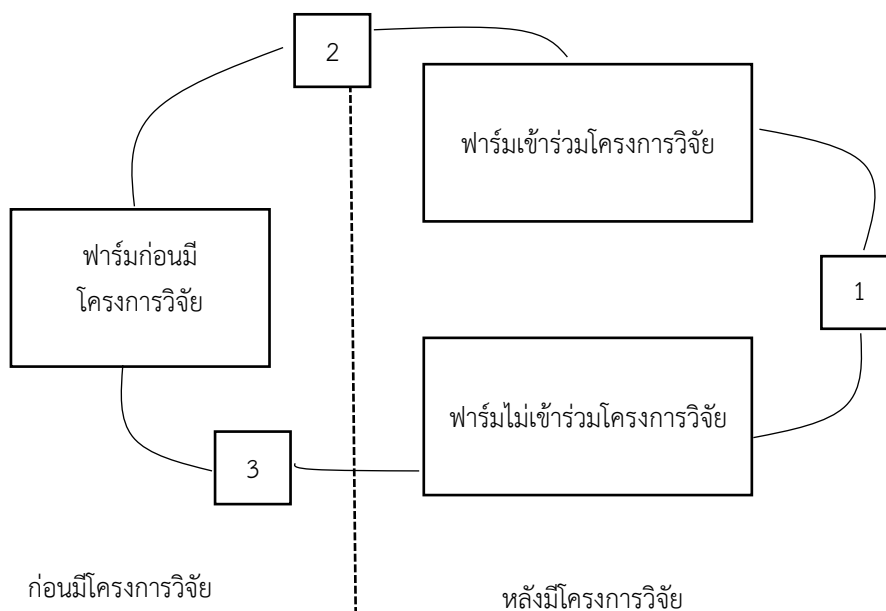 2
ฟาร์มเข้าร่วมโครงการวิจัย
ฟาร์มก่อนมี
โครงการวิจัย
1
ฟาร์มไม่เข้าร่วมโครงการวิจัย
3
ก่อนมีโครงการวิจัย
หลังมีโครงการวิจัย